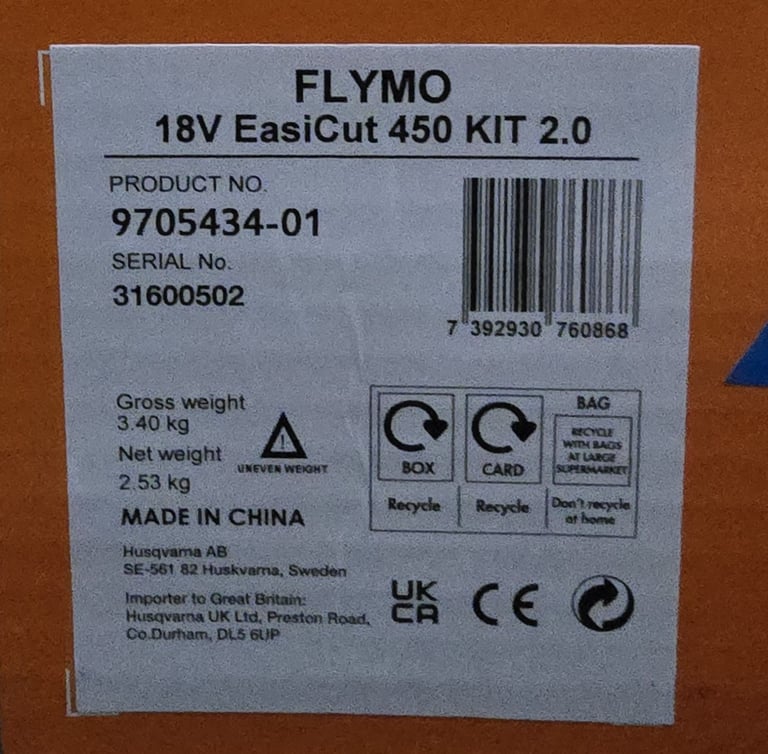 FLYMO
18V EasiCut 450 KIT 2.0
PRODUCT NO.
9705434-01
SERIAL No.
31600502
7 392930 760868
Gross weight
3.40 kg
Net weight
2.53 kg
UNEVEN WEIGHT
MADE IN CHINA
BOX
Recycle
CARD
Recycle
BAG
RECYCLE
WITH BAGS
AT LARGE
SUPERMARKET
Don't recycle
at home
Husqvarna AB
SE-561 82 Huskvarna, Sweden
Importer to Great Britain:
Husqvarna UK Ltd, Preston Road,
Co.Durham, DL5 6UP
UK
CA
CE